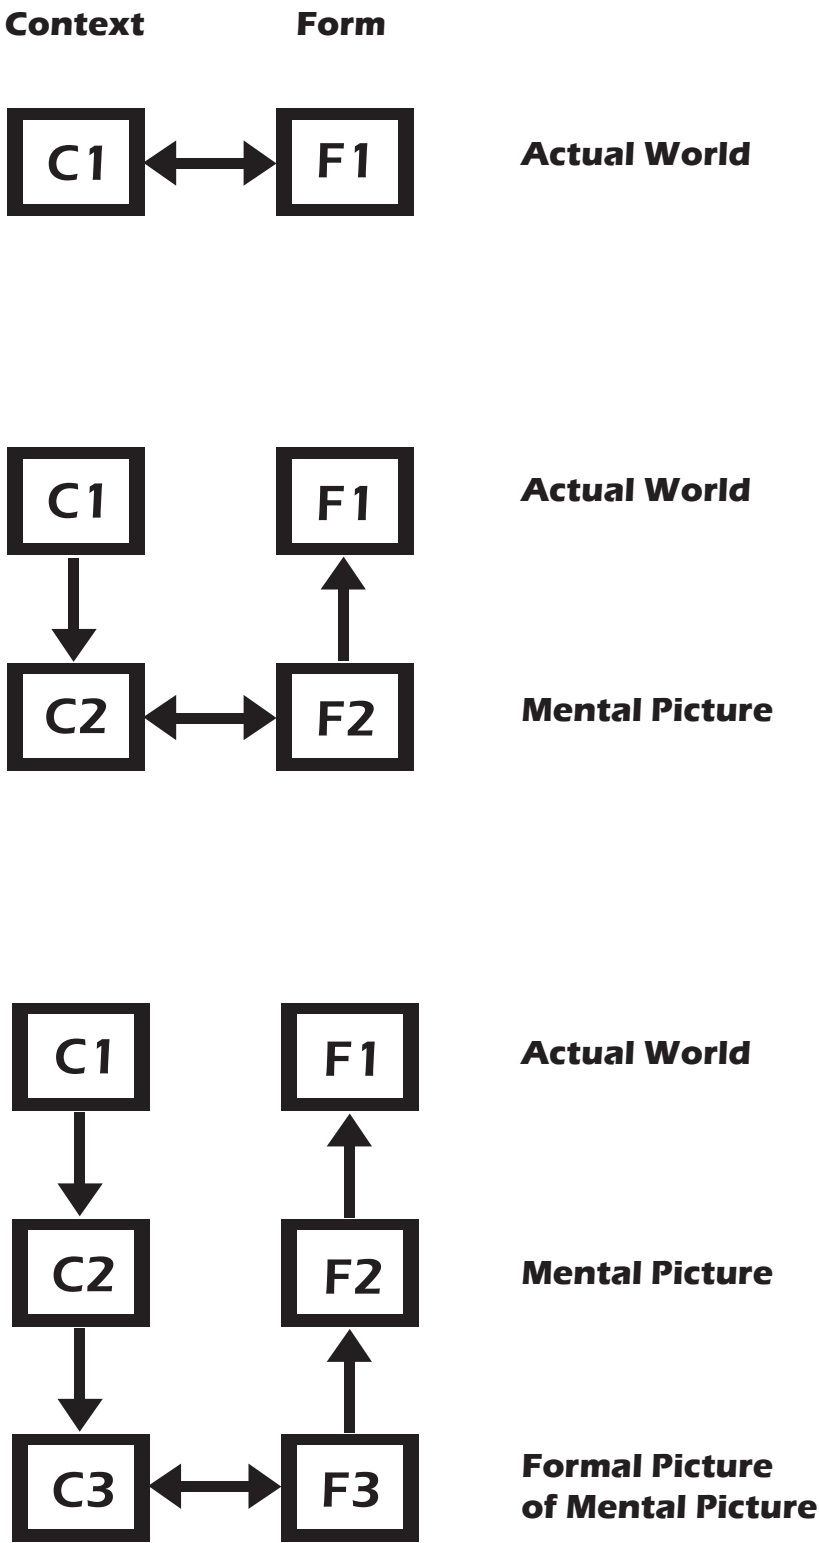 Context Form
C1 F1 Actual World
C1 F1 Actual World
C2 F2 Mental Picture
C1 F1 Actual World
C2 F2 Mental Picture
C3 F3 Formal Picture
of Mental Picture